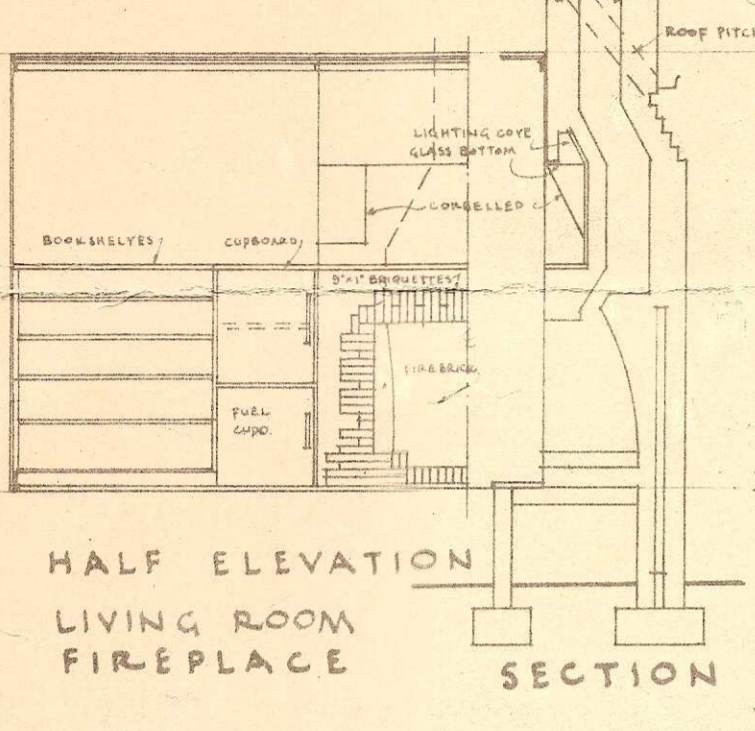 ROOF PITCH
LIGHTING COVE
GLASS BOTTOM
CORBELLED
BOOKSHELVES
CUPBOARD
9"×1" BRIQUETTES
FIREBRICK
FUEL
CUPD.
HALF ELEVATION
LIVING ROOM
FIREPLACE
SECTION